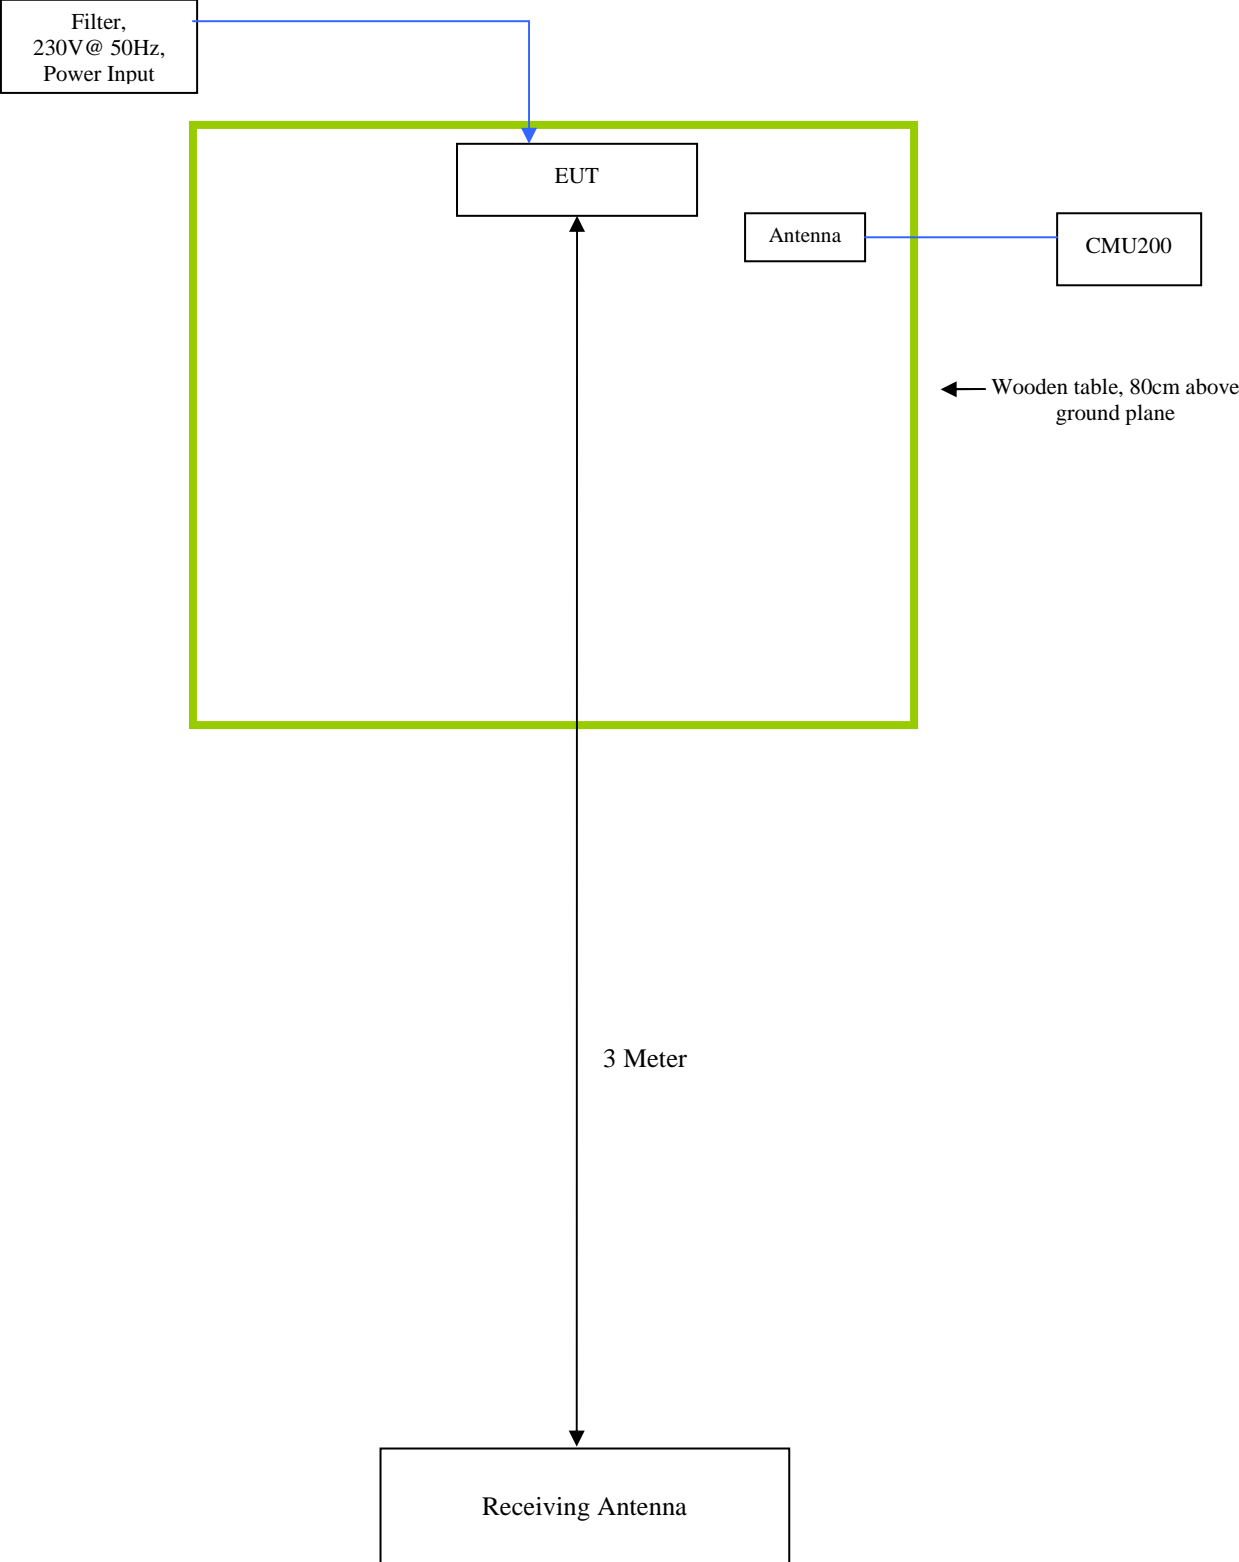 Filter,
230V@ 50Hz,
Power Input
EUT
Antenna
CMU200
Wooden table, 80cm above
ground plane
3 Meter
Receiving Antenna